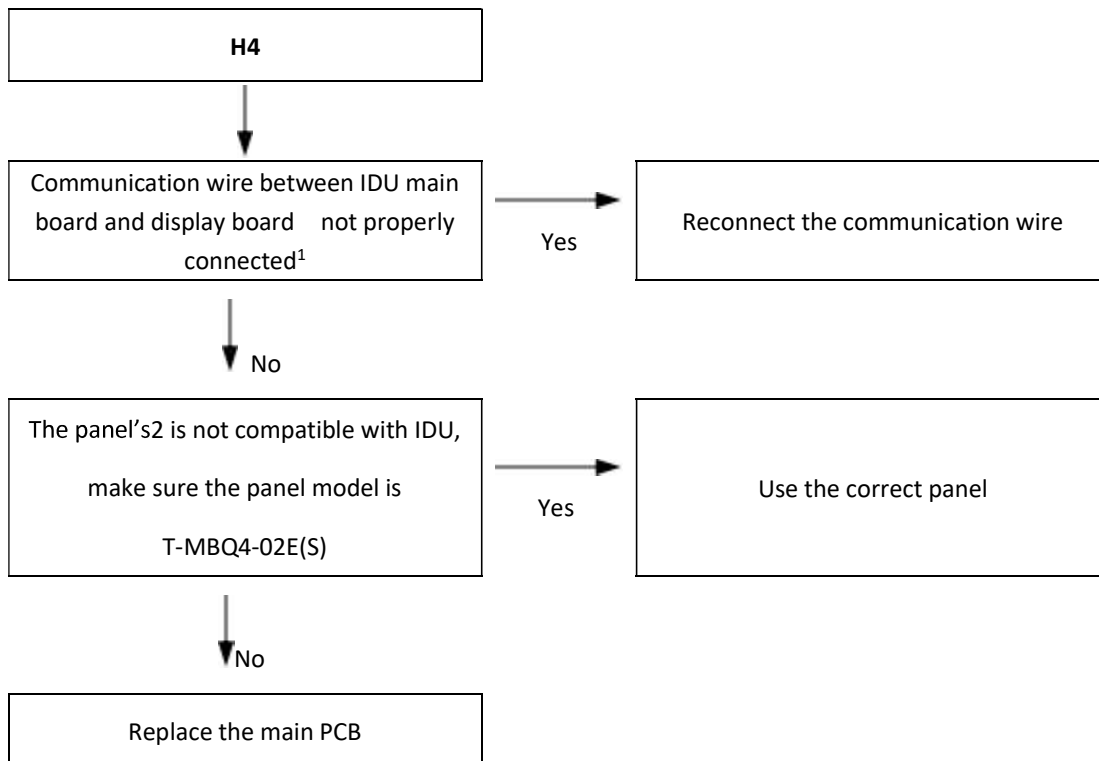 H4
Communication wire between IDU main
board and display board not properly
connected¹
Yes
Reconnect the communication wire
No
The panel's2 is not compatible with IDU,
make sure the panel model is
T-MBQ4-02E(S)
Yes
Use the correct panel
No
Replace the main PCB